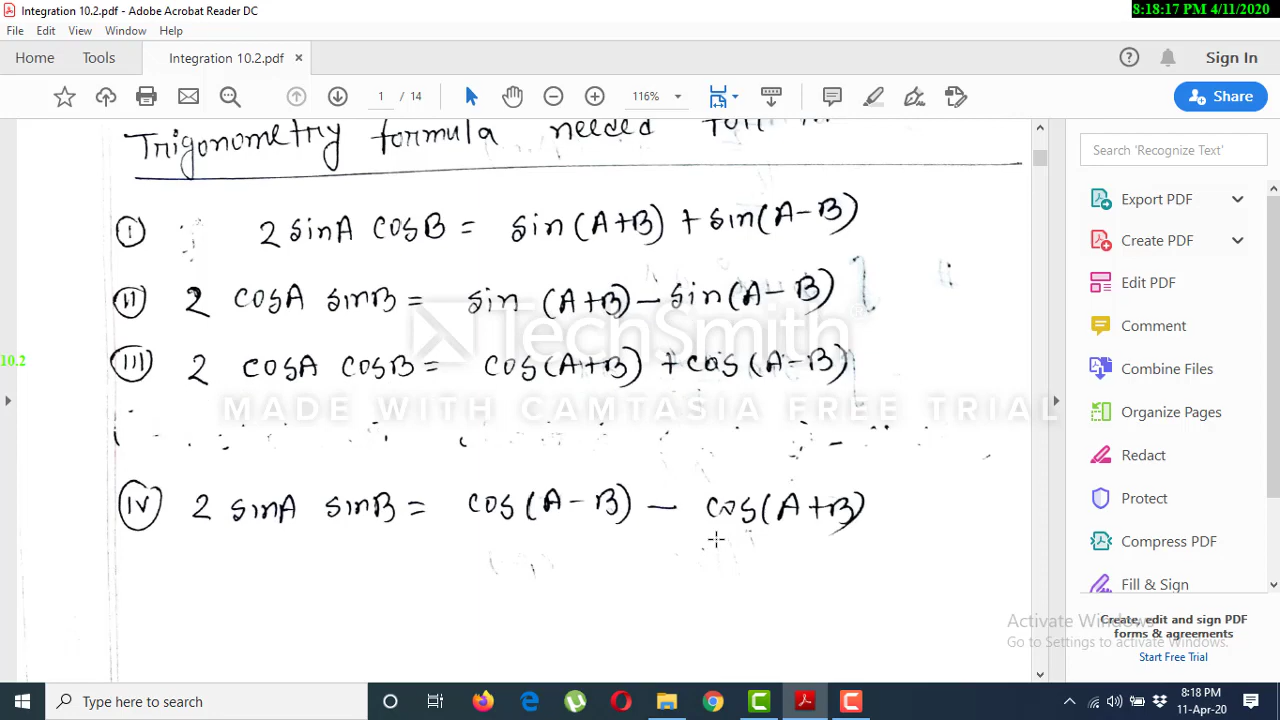 Integration 10.2.pdf - Adobe Acrobat Reader DC
8:18:17 PM 4/11/2020
File Edit View Window Help
Home Tools Integration 10.2.pdf × Sign In
1 / 14 116% Share
Trigonometry formula needed
(I) 2 sinA cosB = sin(A+B) + sin(A-B)
(II) 2 cosA sinB = sin (A+B) - sin(A-B)
(III) 2 cosA cosB = cos(A+B) + cos(A-B)
(IV) 2 sinA sinB = cos(A-B) - cos(A+B)
10.2
TechSmith
MADE WITH CAMTASIA FREE TRIAL
Search 'Recognize Text'
Export PDF
Create PDF
Edit PDF
Comment
Combine Files
Organize Pages
Redact
Protect
Compress PDF
Fill & Sign
Activate Windows
Go to Settings to activate Windows.
Create, edit and sign PDF
forms & agreements
Start Free Trial
Type here to search
8:18 PM
11-Apr-20